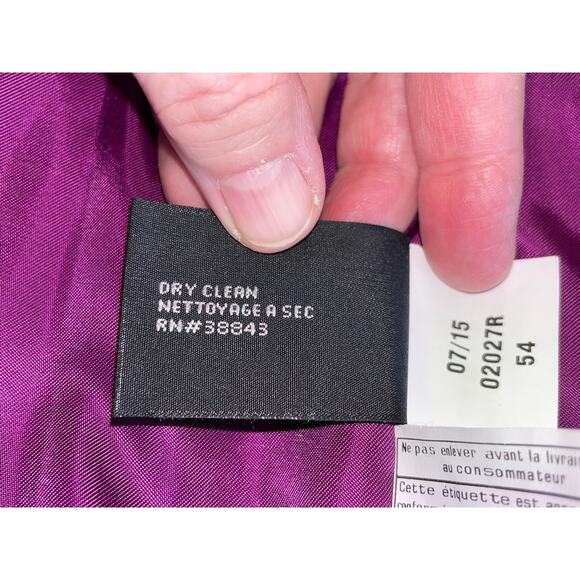 DRY CLEAN
NETTOYAGE A SEC
RN#38843
07/15
02027R
54
Ne pas enlever avant la
au consommateur
Cette étiquette est